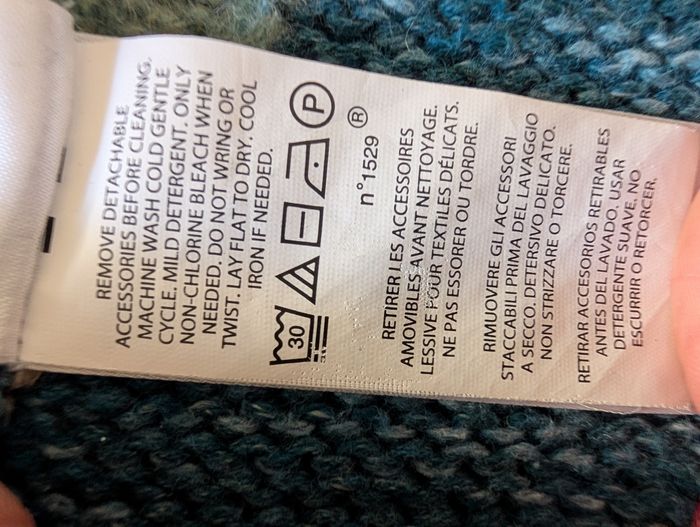 REMOVE DETACHABLE
ACCESSORIES BEFORE CLEANING.
MACHINE WASH COLD GENTLE
CYCLE. MILD DETERGENT. ONLY
NON-CHLORINE BLEACH WHEN
NEEDED. DO NOT WRING OR
TWIST. LAY FLAT TO DRY. COOL
IRON IF NEEDED.
30 P
®
n°1529
RETIRER LES ACCESSOIRES
AMOVIBLES AVANT NETTOYAGE.
LESSIVE POUR TEXTILES DÉLICATS.
NE PAS ESSORER OU TORDRE.
RIMUOVERE GLI ACCESSORI
STACCABILI PRIMA DEL LAVAGGIO
A SECCO. DETERSIVO DELICATO.
NON STRIZZARE O TORCERE.
RETIRAR ACCESORIOS RETIRABLES
ANTES DEL LAVADO. USAR
DETERGENTE SUAVE, NO
ESCURRIR O RETORCER.